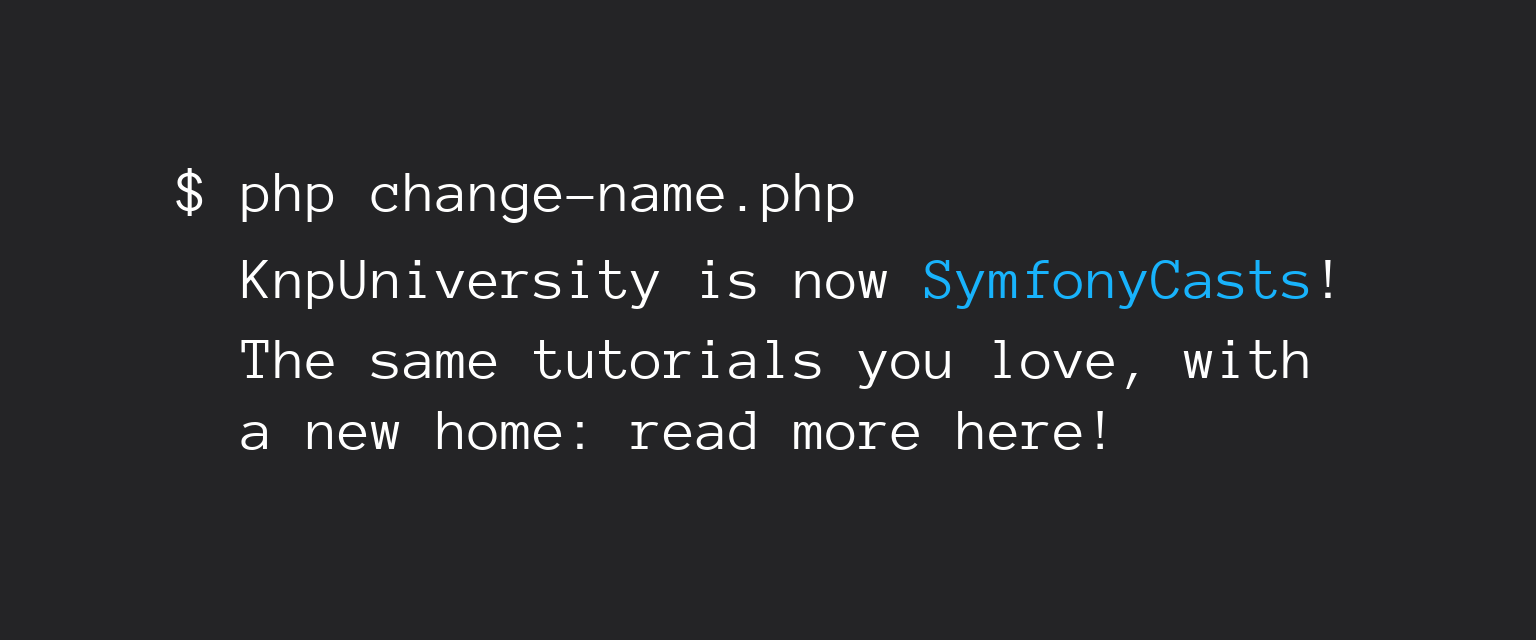 $ php change-name.php
KnpUniversity is now SymfonyCasts!
The same tutorials you love, with
a new home: read more here!